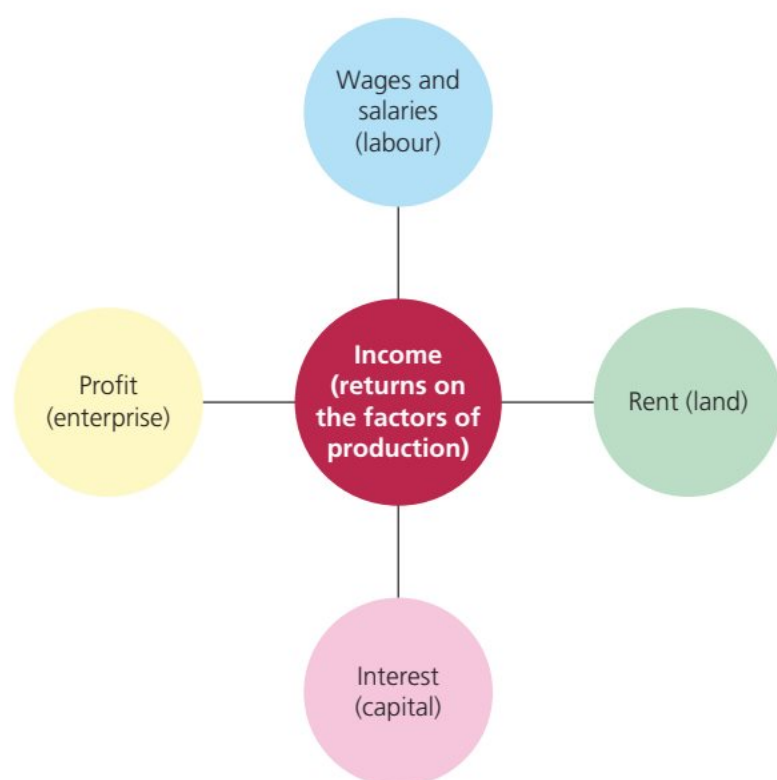 Wages and
salaries
(labour)
Profit
(enterprise)
Income
(returns on
the factors of
production)
Rent (land)
Interest
(capital)